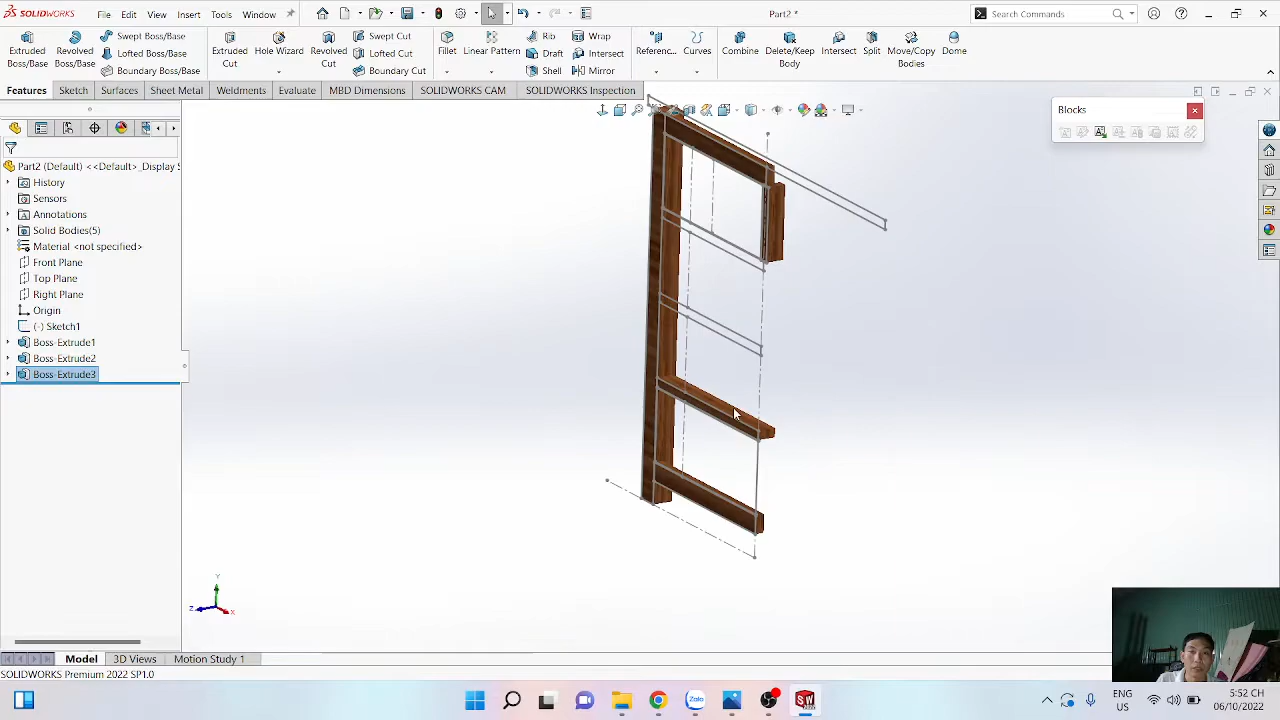 SOLIDWORKS File Edit View Insert Tools Window Part2 * Search Commands
Extruded Boss/Base Revolved Boss/Base Swept Boss/Base Lofted Boss/Base Boundary Boss/Base Extruded Cut Hole Wizard Revolved Cut Swept Cut Lofted Cut Boundary Cut Fillet Linear Pattern Rib Draft Shell Wrap Intersect Mirror Referenc... Curves Combine Delete/Keep Body Intersect Split Move/Copy Bodies Dome
Features Sketch Surfaces Sheet Metal Weldments Evaluate MBD Dimensions SOLIDWORKS CAM SOLIDWORKS Inspection
Blocks
Part2 (Default) <<Default>_Display S
History
Sensors
Annotations
Solid Bodies(5)
Material <not specified>
Front Plane
Top Plane
Right Plane
Origin
(-) Sketch1
Boss-Extrude1
Boss-Extrude2
Boss-Extrude3
Y
Z X
Model 3D Views Motion Study 1
SOLIDWORKS Premium 2022 SP1.0
Zalo SW
ENG 5:52 CH
US 06/10/2022